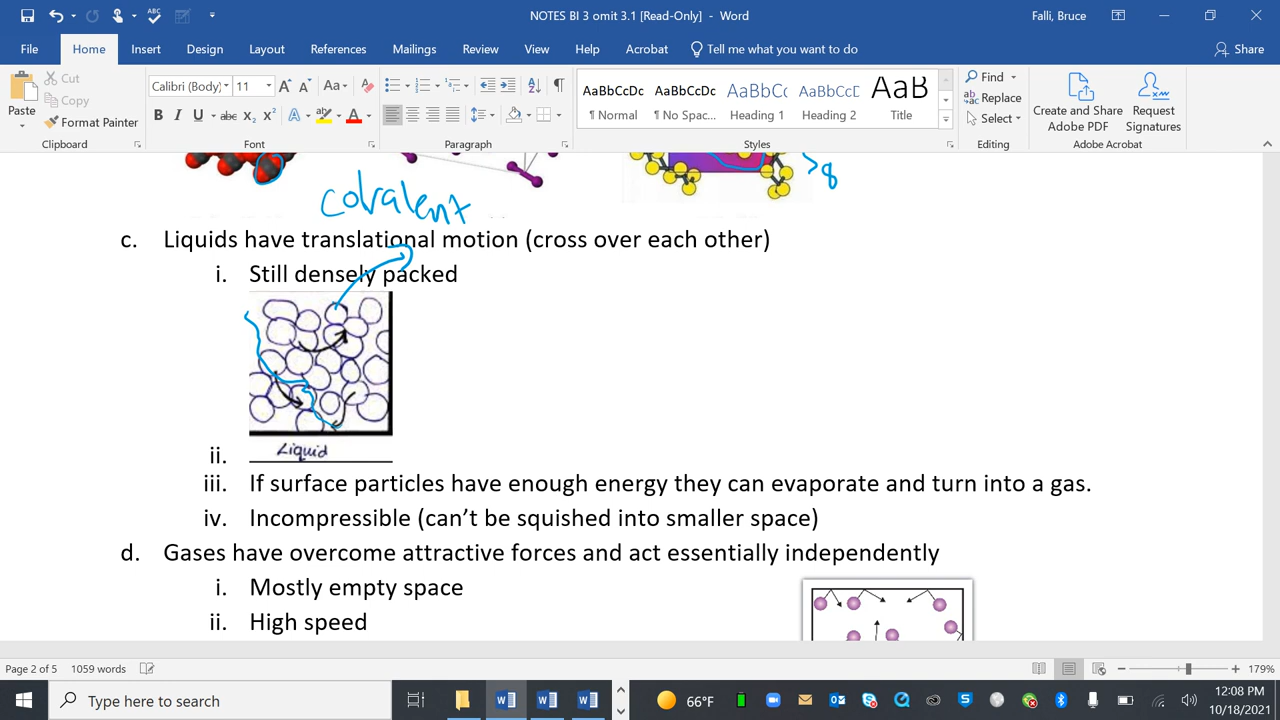 NOTES BI 3 omit 3.1 [Read-Only] - Word
Falli, Bruce
File Home Insert Design Layout References Mailings Review View Help Acrobat Tell me what you want to do Share
Paste
Cut
Copy
Format Painter
Clipboard
Calibri (Body) 11
Font
Paragraph
AaBbCcDc AaBbCcDc AaBbCc AaBbCcD AaB
¶ Normal ¶ No Spac... Heading 1 Heading 2 Title
Styles
Find
Replace
Select
Editing
Create and Share Adobe PDF
Request Signatures
Adobe Acrobat
covalent
S8
c. Liquids have translational motion (cross over each other)
i. Still densely packed
ii.
Liquid
iii. If surface particles have enough energy they can evaporate and turn into a gas.
iv. Incompressible (can’t be squished into smaller space)
d. Gases have overcome attractive forces and act essentially independently
i. Mostly empty space
ii. High speed
Page 2 of 5 1059 words 179%
Type here to search
66°F
12:08 PM
10/18/2021